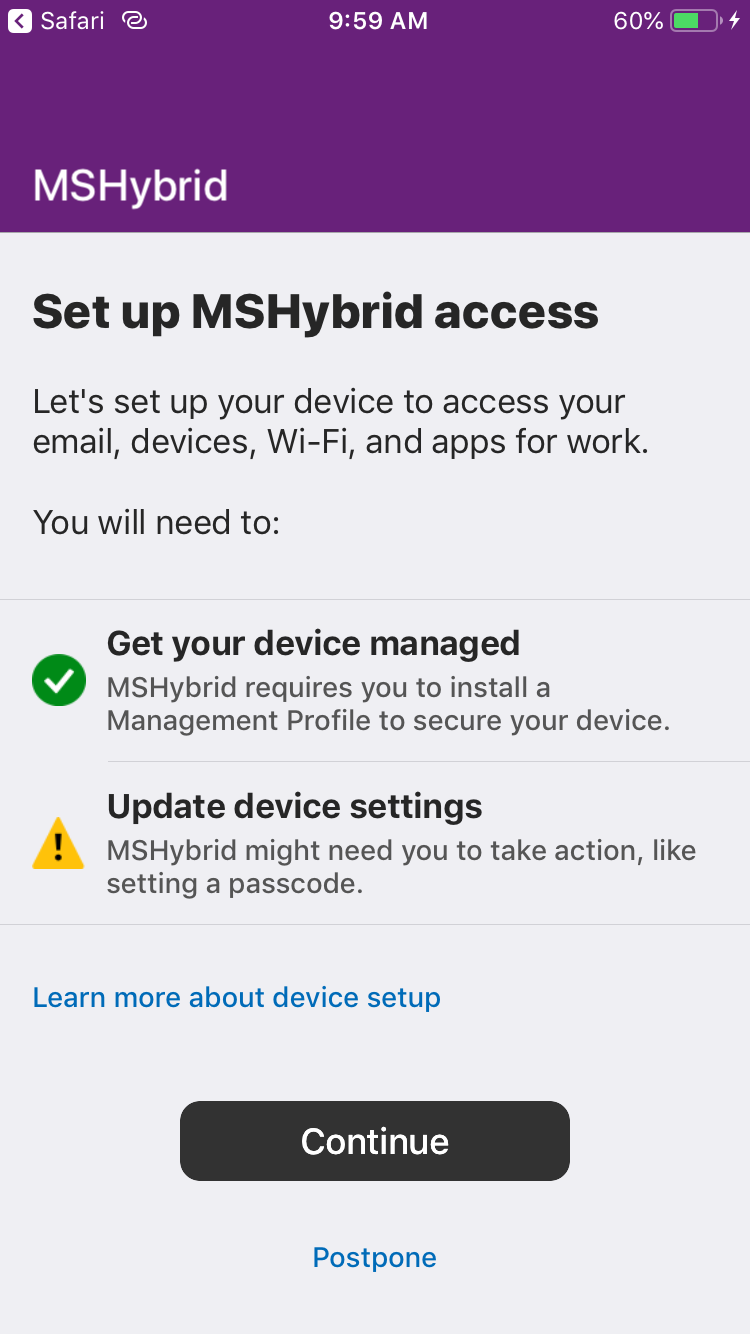 Safari 9:59 AM 60%
MSHybrid
Set up MSHybrid access
Let's set up your device to access your
email, devices, Wi-Fi, and apps for work.
You will need to:
Get your device managed
MSHybrid requires you to install a
Management Profile to secure your device.
Update device settings
MSHybrid might need you to take action, like
setting a passcode.
Learn more about device setup
Continue
Postpone